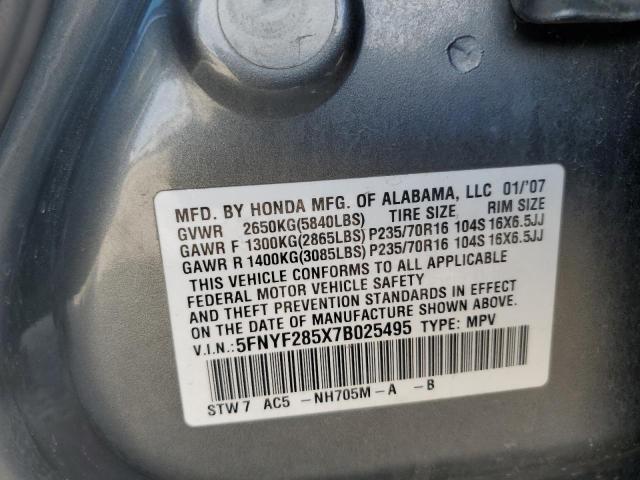 MFD. BY HONDA MFG. OF ALABAMA, LLC 01/'07
GVWR 2650KG(5840LBS) TIRE SIZE RIM SIZE
GAWR F 1300KG(2865LBS) P235/70R16 104S 16X6.5JJ
GAWR R 1400KG(3085LBS) P235/70R16 104S 16X6.5JJ
THIS VEHICLE CONFORMS TO ALL APPLICABLE
FEDERAL MOTOR VEHICLE SAFETY
AND THEFT PREVENTION STANDARDS IN EFFECT
ON THE DATE OF MANUFACTURE SHOWN ABOVE.
V.I.N.: 5FNYF285X7B025495 TYPE: MPV
STW7 AC5 -NH705M-A -B